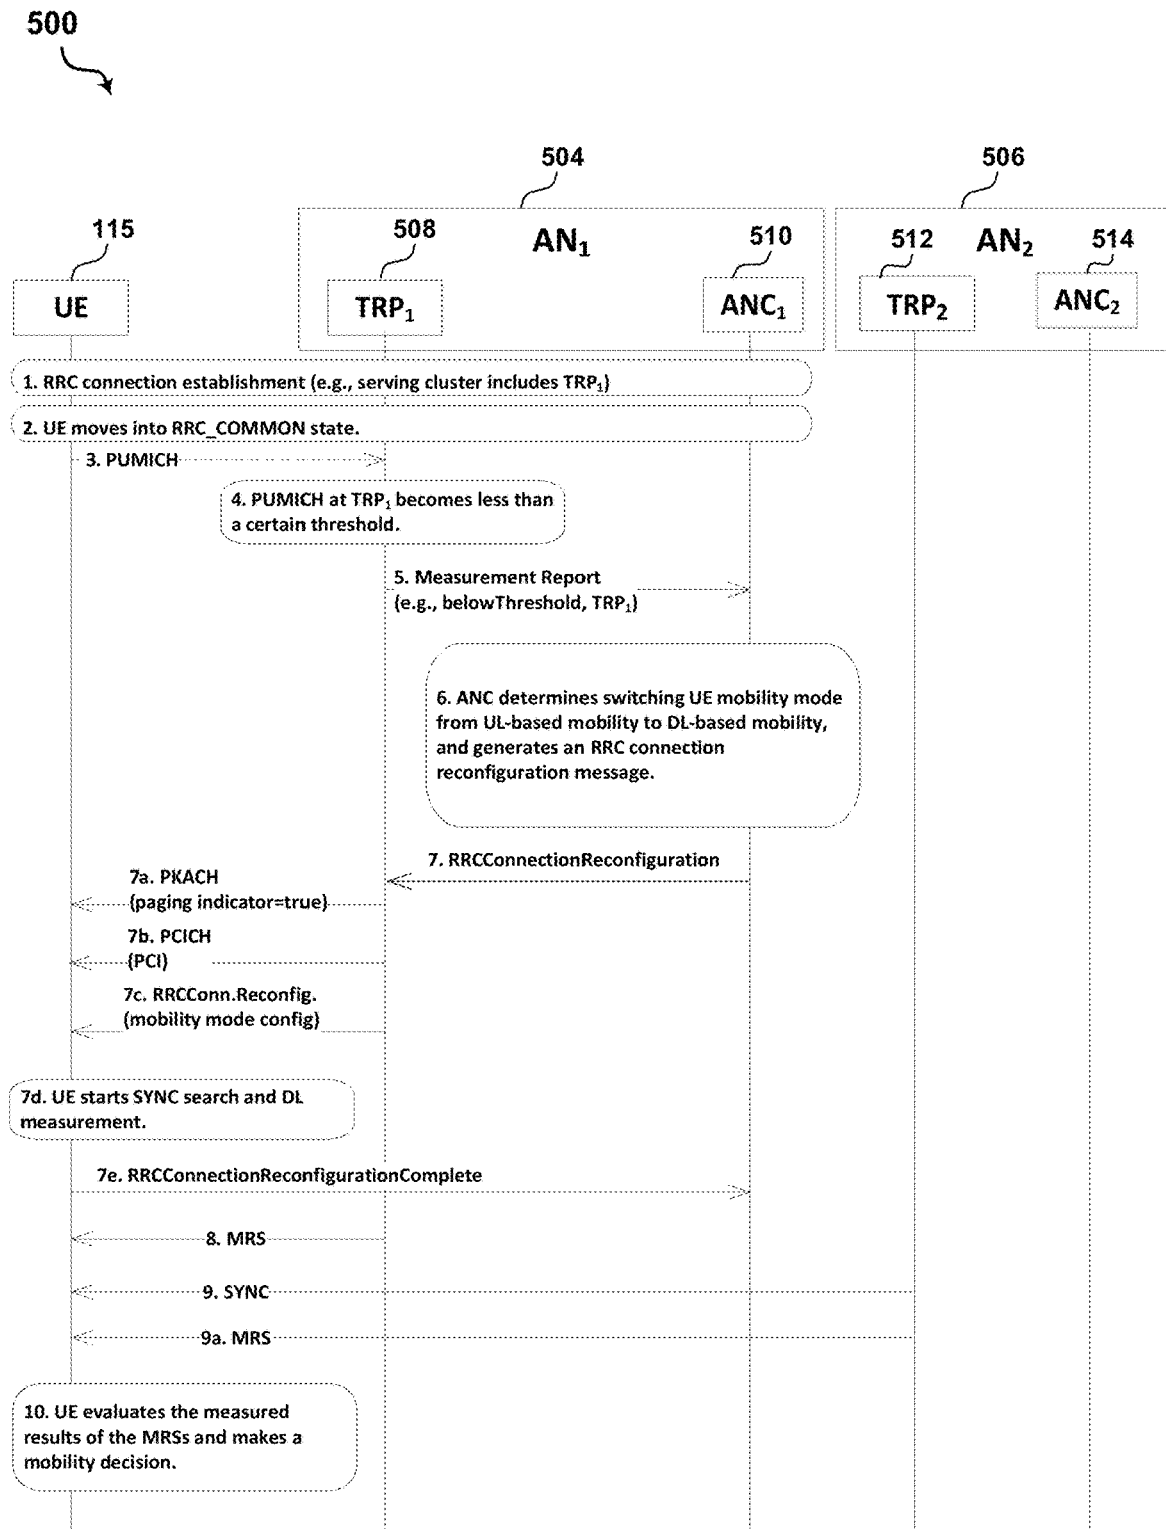 500
504
506
115
508
AN1
510
512
AN2
514
UE
TRP1
ANC1
TRP2
ANC2
1. RRC connection establishment (e.g., serving cluster includes TRP1)
2. UE moves into RRC_COMMON state.
3. PUMICH
4. PUMICH at TRP1 becomes less than
a certain threshold.
5. Measurement Report
(e.g., belowThreshold, TRP1)
6. ANC determines switching UE mobility mode
from UL-based mobility to DL-based mobility,
and generates an RRC connection
reconfiguration message.
7. RRCConnectionReconfiguration
7a. PKACH
(paging indicator=true)
7b. PCICH
(PCI)
7c. RRCConn.Reconfig.
(mobility mode config)
7d. UE starts SYNC search and DL
measurement.
7e. RRCConnectionReconfigurationComplete
8. MRS
9. SYNC
9a. MRS
10. UE evaluates the measured
results of the MRSs and makes a
mobility decision.